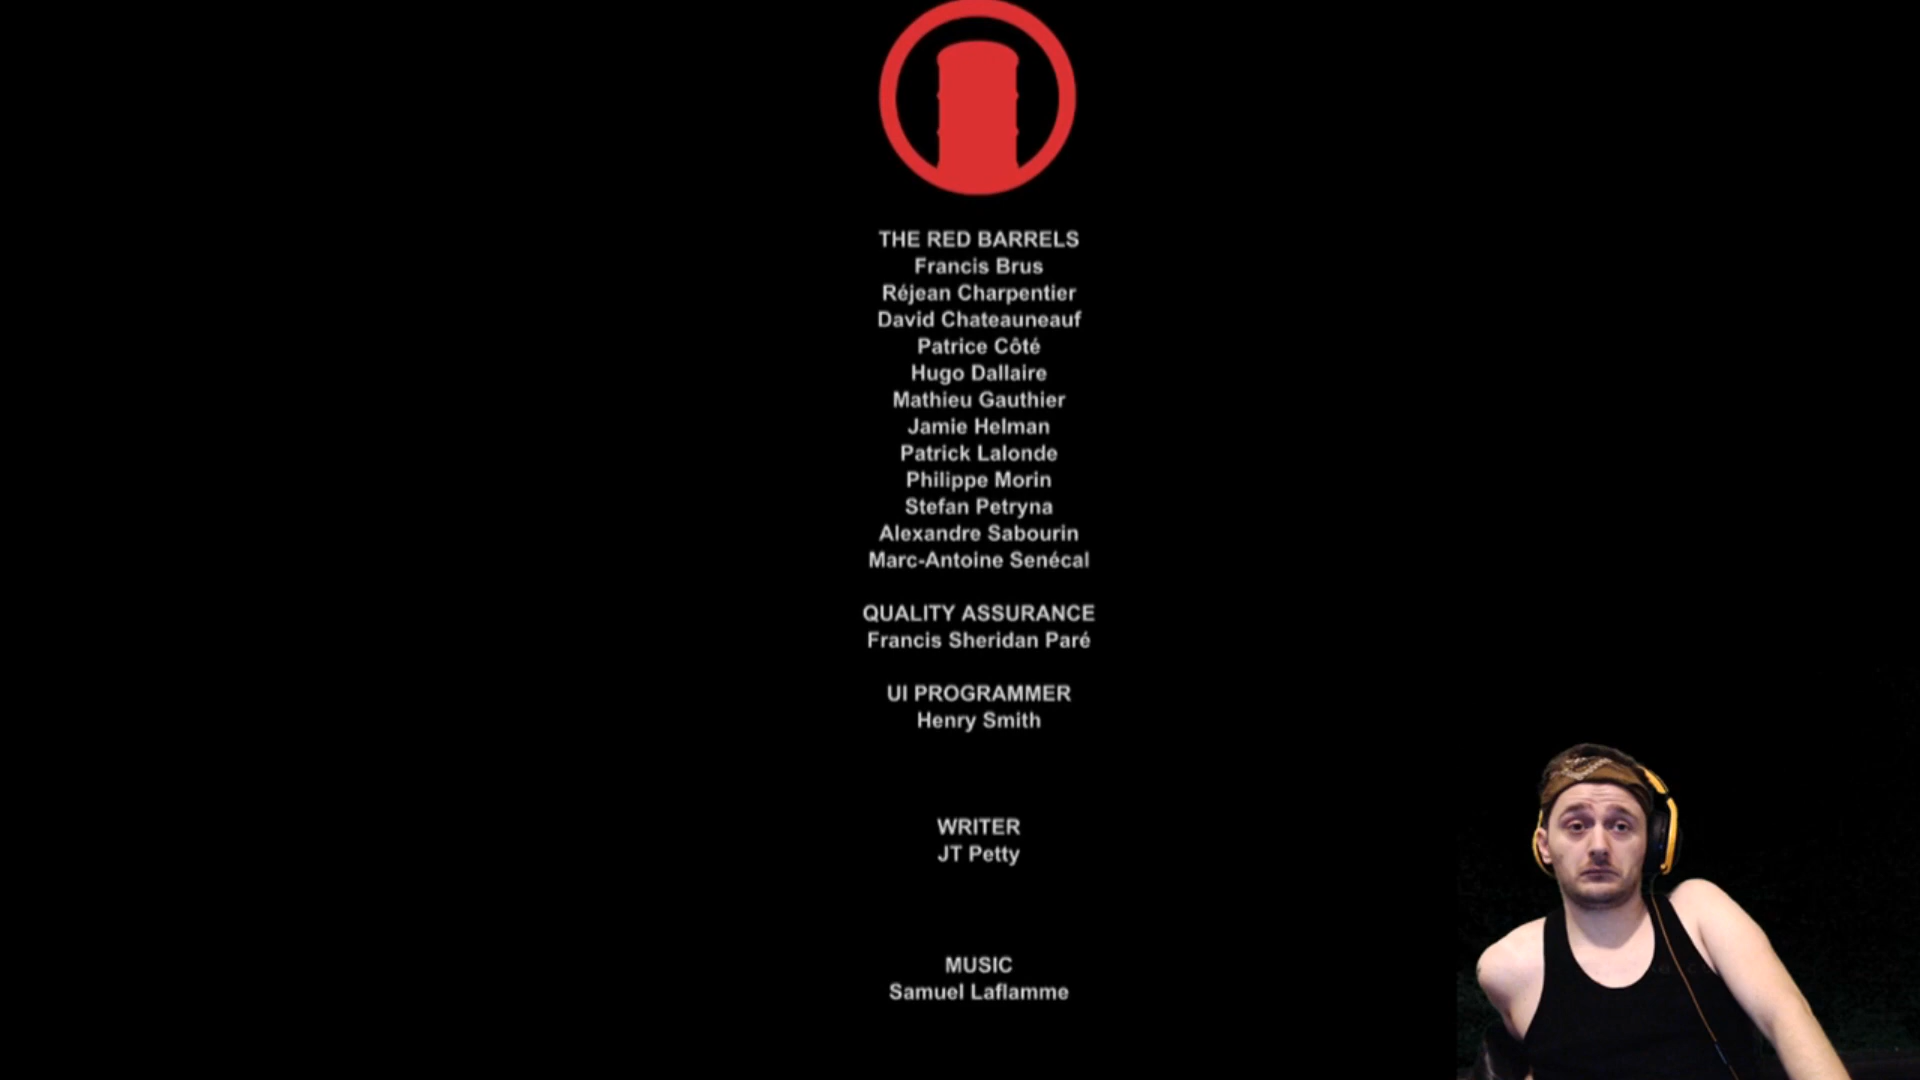 THE RED BARRELS
Francis Brus
Réjean Charpentier
David Chateauneuf
Patrice Côté
Hugo Dallaire
Mathieu Gauthier
Jamie Helman
Patrick Lalonde
Philippe Morin
Stefan Petryna
Alexandre Sabourin
Marc-Antoine Senécal
QUALITY ASSURANCE
Francis Sheridan Paré
UI PROGRAMMER
Henry Smith
WRITER
JT Petty
MUSIC
Samuel Laflamme